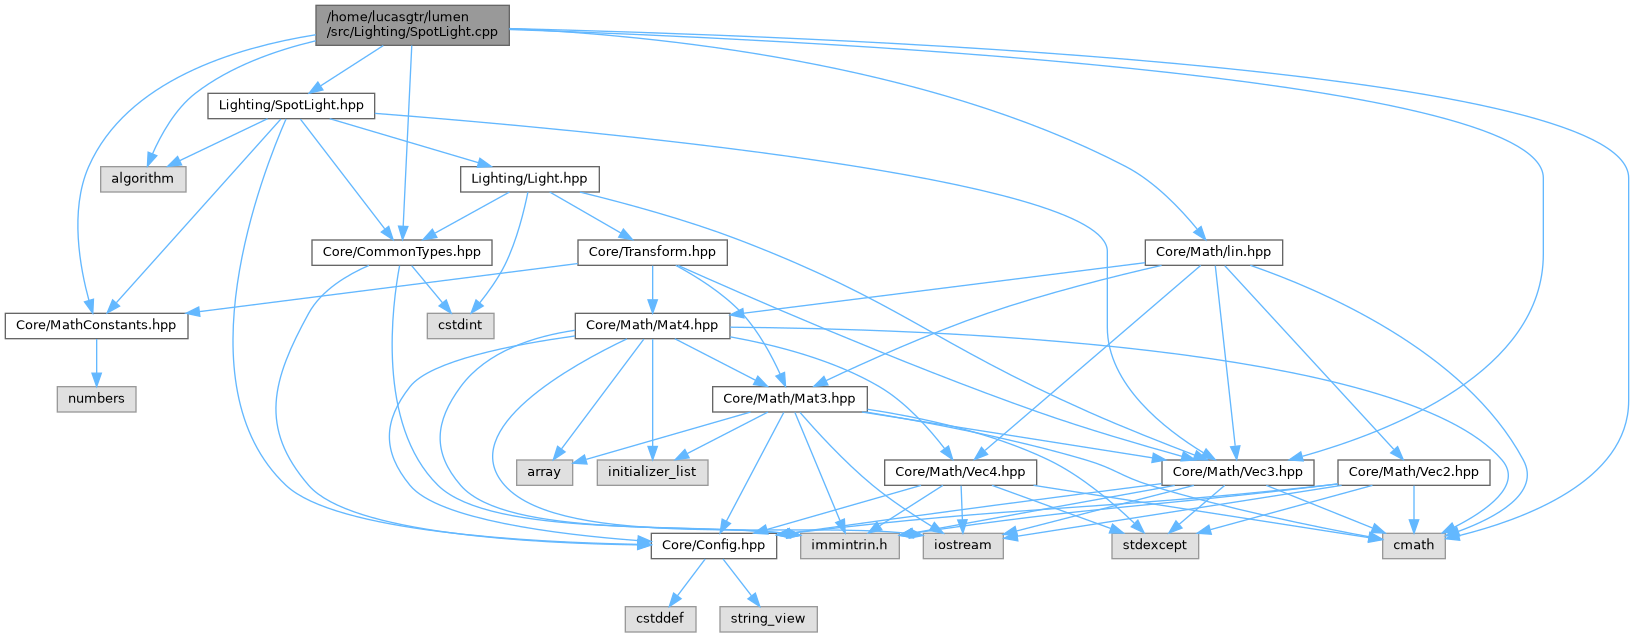 /home/lucasgtr/lumen
/src/Lighting/SpotLight.cpp
Lighting/SpotLight.hpp
algorithm
Lighting/Light.hpp
Core/CommonTypes.hpp
Core/Transform.hpp
Core/Math/lin.hpp
Core/MathConstants.hpp
cstdint
Core/Math/Mat4.hpp
numbers
Core/Math/Mat3.hpp
array
initializer_list
Core/Math/Vec4.hpp
Core/Math/Vec3.hpp
Core/Math/Vec2.hpp
Core/Config.hpp
immintrin.h
iostream
stdexcept
cmath
cstddef
string_view